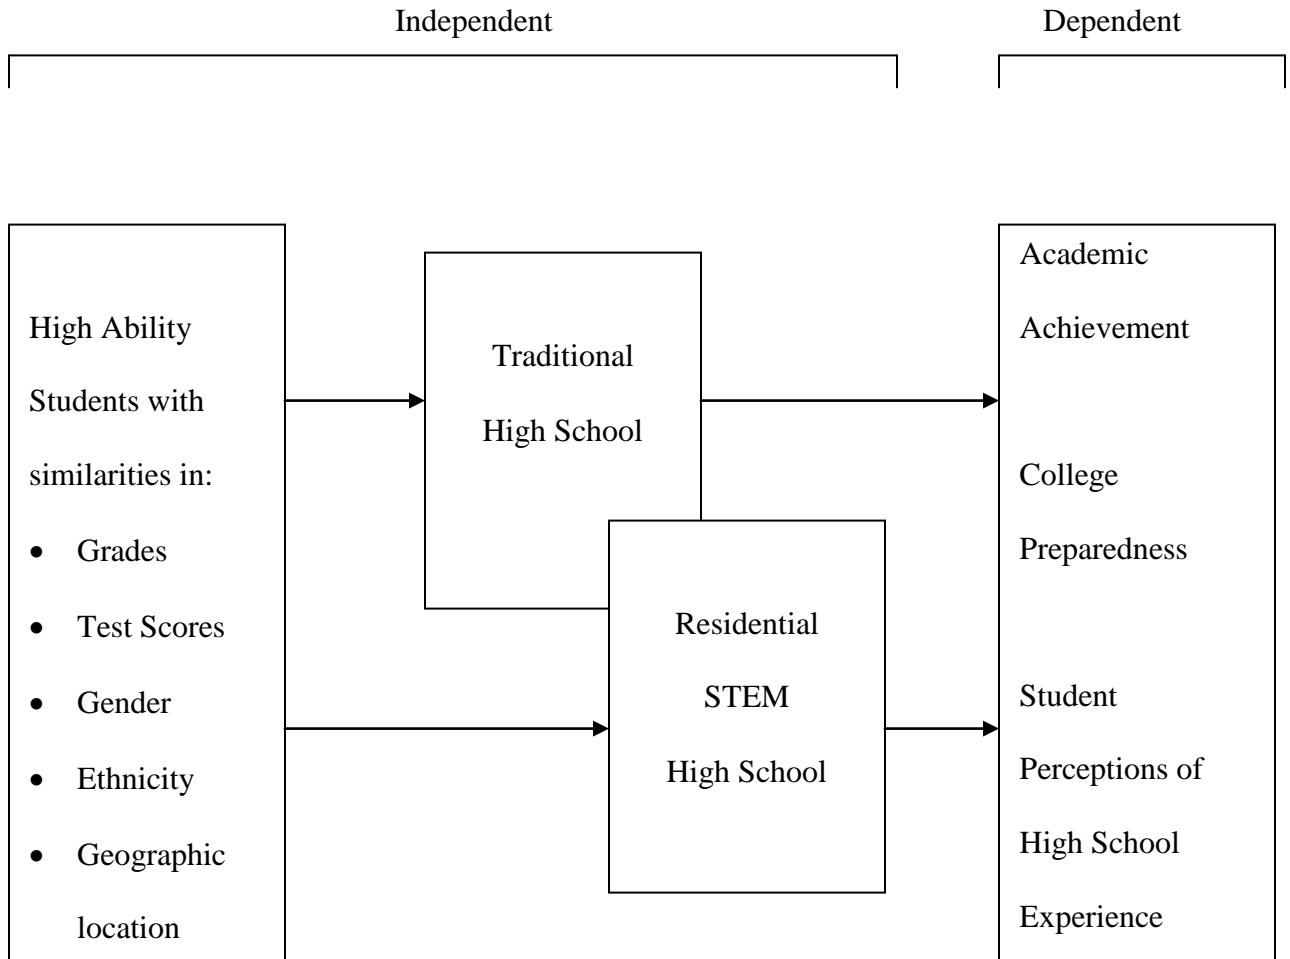 Independent
Dependent
High Ability
Students with
similarities in:
• Grades
• Test Scores
• Gender
• Ethnicity
• Geographic
location
Traditional
High School
Residential
STEM
High School
Academic
Achievement
College
Preparedness
Student
Perceptions of
High School
Experience